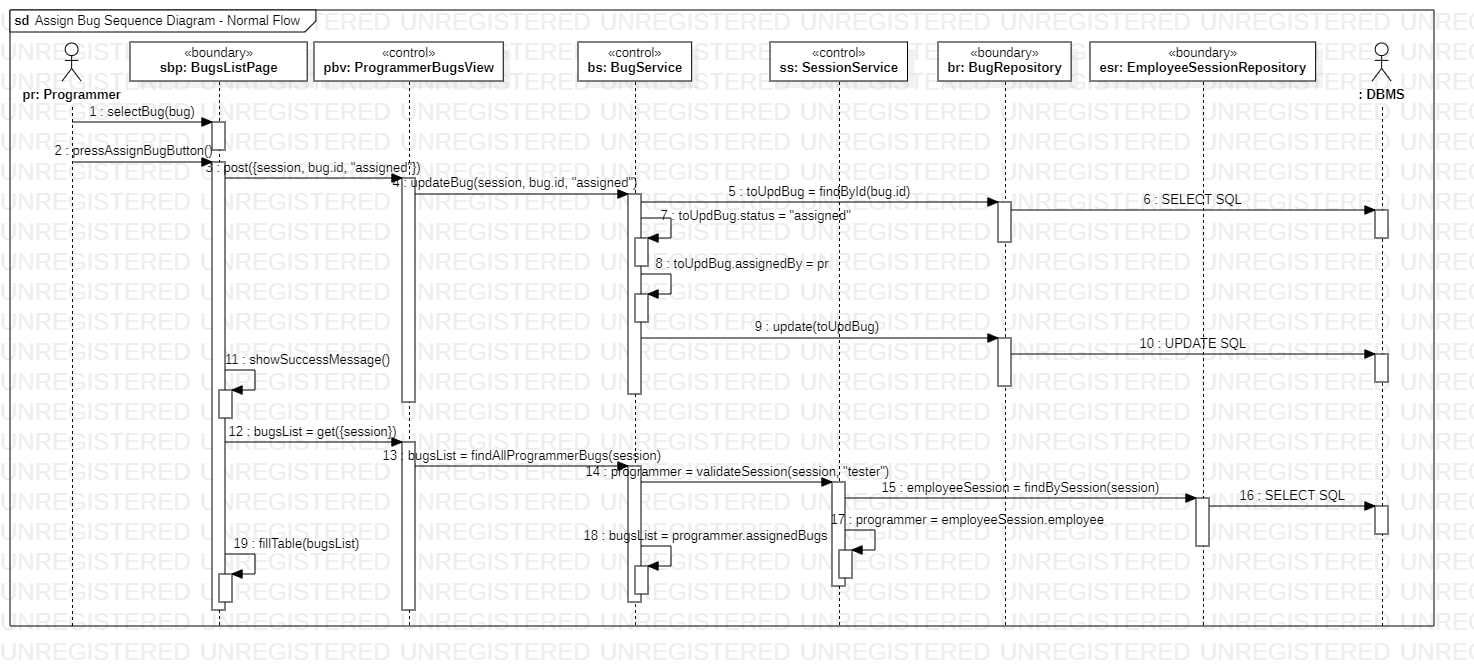 sd Assign Bug Sequence Diagram - Normal Flow
«boundary»
sbp: BugsListPage
«control»
pbv: ProgrammerBugsView
«control»
bs: BugService
«control»
ss: SessionService
«boundary»
br: BugRepository
«boundary»
esr: EmployeeSessionRepository
pr: Programmer
: DBMS
1 : selectBug(bug)
2 : pressAssignBugButton()
3 : post({session, bug.id, "assigned"})
4 : updateBug(session, bug.id, "assigned")
5 : toUpdBug = findById(bug.id)
6 : SELECT SQL
7 : toUpdBug.status = "assigned"
8 : toUpdBug.assignedBy = pr
9 : update(toUpdBug)
10 : UPDATE SQL
11 : showSuccessMessage()
12 : bugsList = get({session})
13 : bugsList = findAllProgrammerBugs(session)
14 : programmer = validateSession(session, "tester")
15 : employeeSession = findBySession(session)
16 : SELECT SQL
17 : programmer = employeeSession.employee
18 : bugsList = programmer.assignedBugs
19 : fillTable(bugsList)
UNREGISTERED